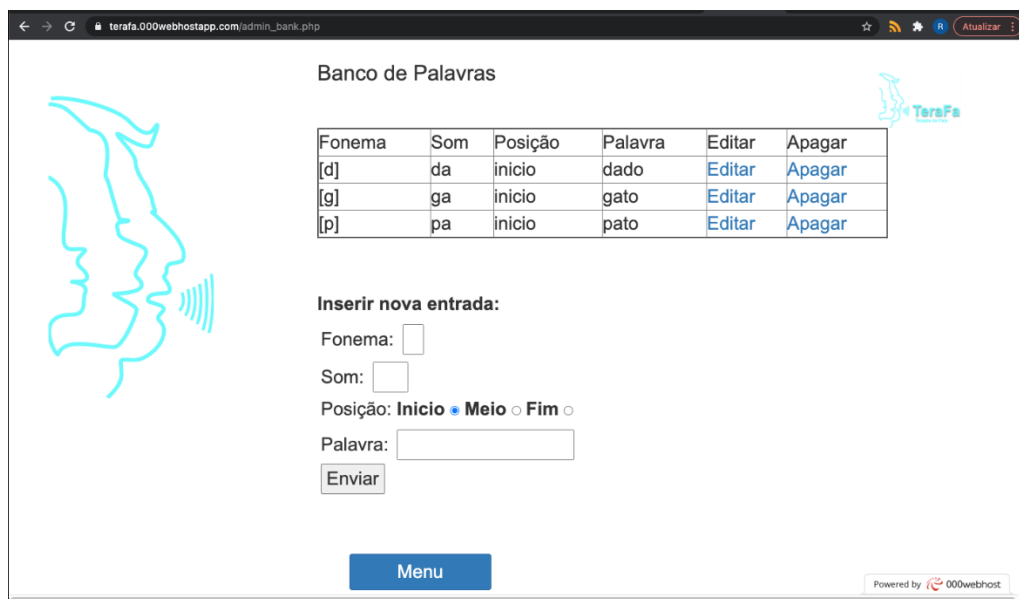 terafa.000webhostapp.com/admin_bank.php
R Atualizar
Banco de Palavras
TeraFa
Fonema Som Posição Palavra Editar Apagar
[d] da inicio dado Editar Apagar
[g] ga inicio gato Editar Apagar
[p] pa inicio pato Editar Apagar
Inserir nova entrada:
Fonema:
Som:
Posição: Inicio Meio Fim
Palavra:
Enviar
Menu
Powered by 000webhost